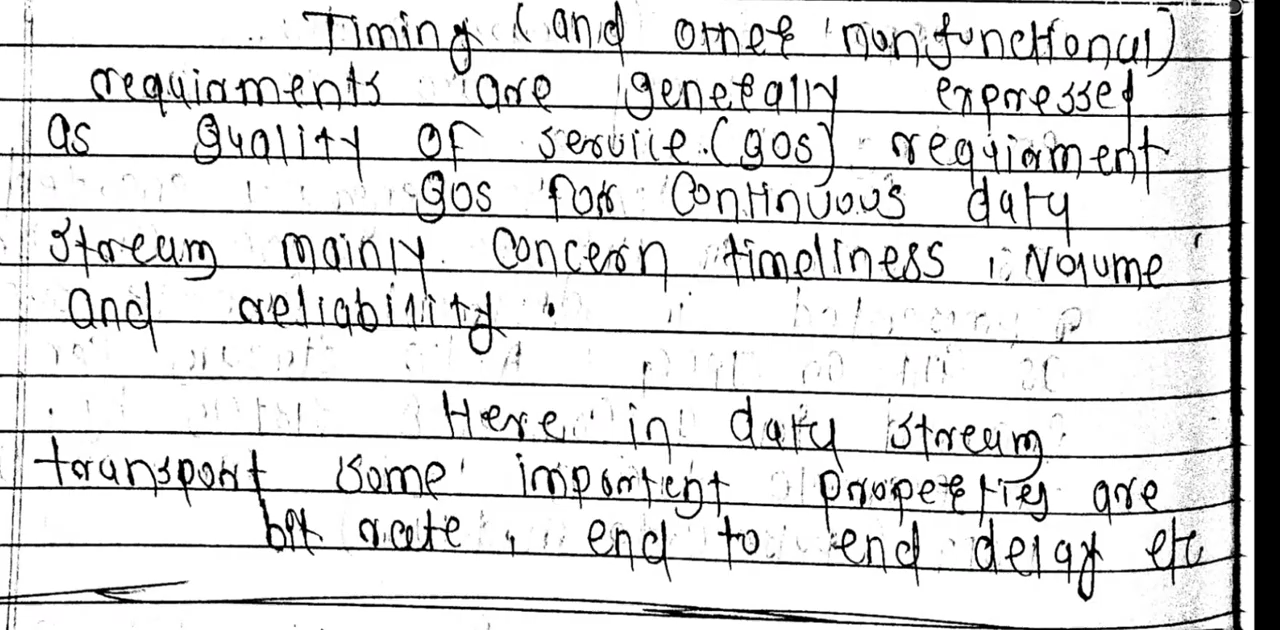 Timing (and other nonfunctional)
requirments are generally expressed
as quality of service.(qos) requirment
qos for continuous data
stream mainly concern timeliness, volume
and reliability.
Here in data stream
transport some important properties are
bit rate, end to end delay etc